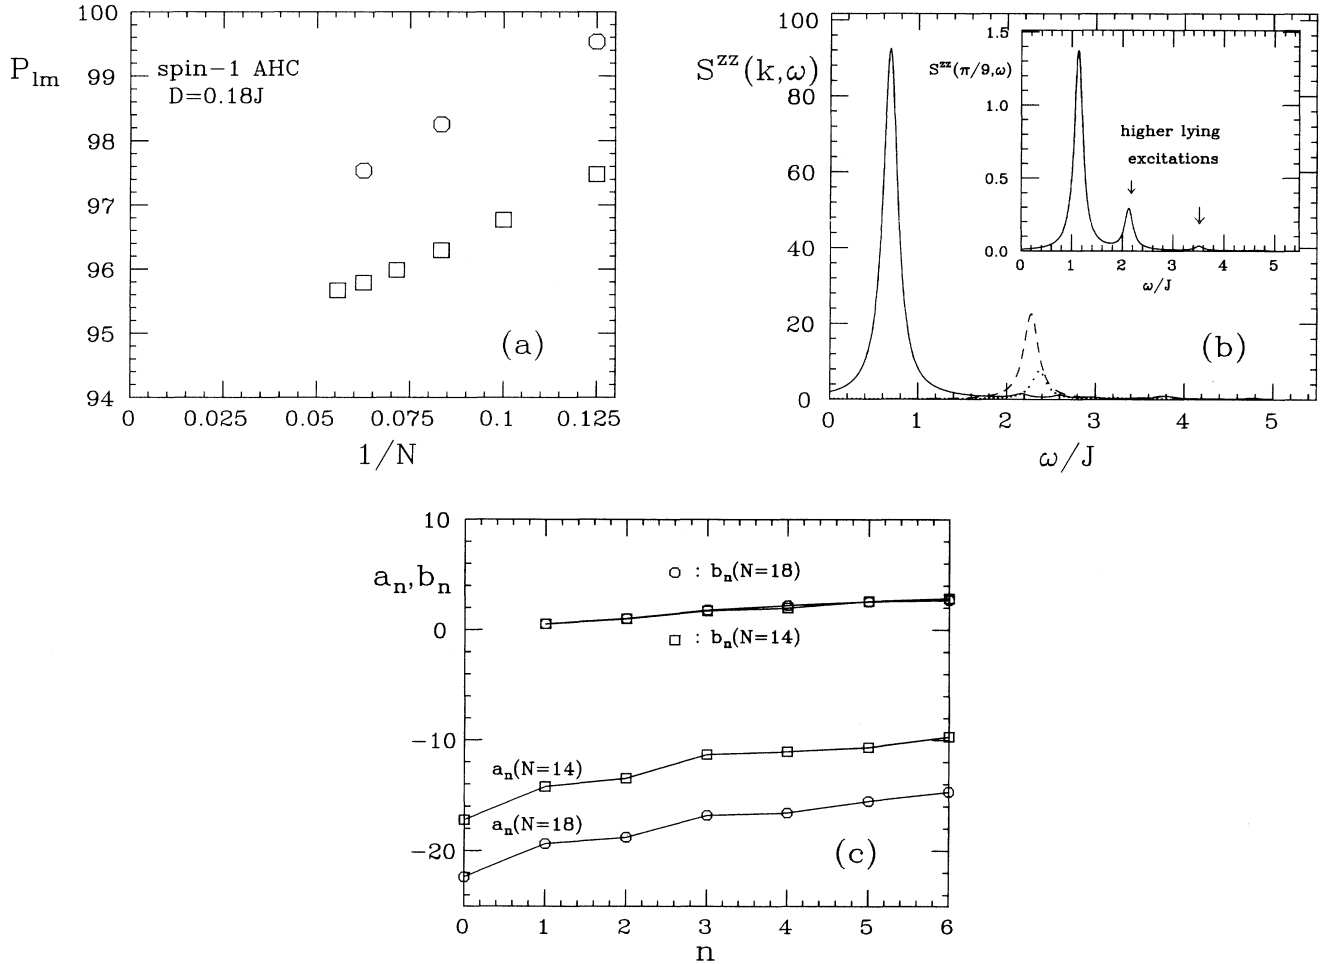 100
99
98
97
96
95
94
P_lm
spin−1 AHC
D=0.18J
(a)
0
0.025
0.05
0.075
0.1
0.125
1/N
100
80
60
40
20
0
S^zz(k,ω)
(b)
0
1
2
3
4
5
ω/J
1.5
1.0
0.5
0.0
S^zz(π/9,ω)
higher lying
excitations
0
1
2
3
4
5
ω/J
10
0
−10
−20
a_n,b_n
: b_n(N=18)
: b_n(N=14)
a_n(N=14)
a_n(N=18)
(c)
0
1
2
3
4
5
6
n